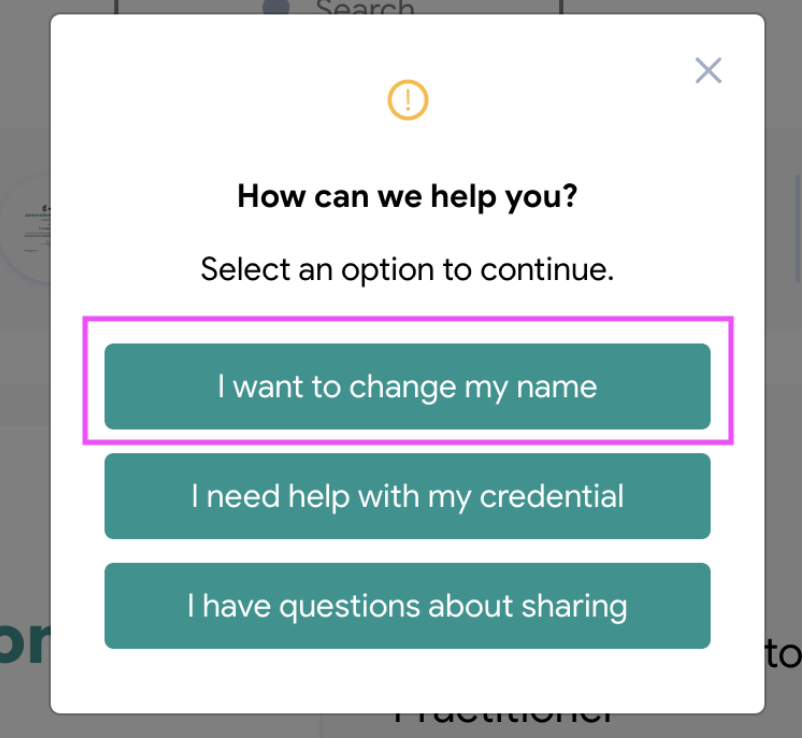 Search
How can we help you?
Select an option to continue.
I want to change my name
I need help with my credential
I have questions about sharing
to
Practitioner